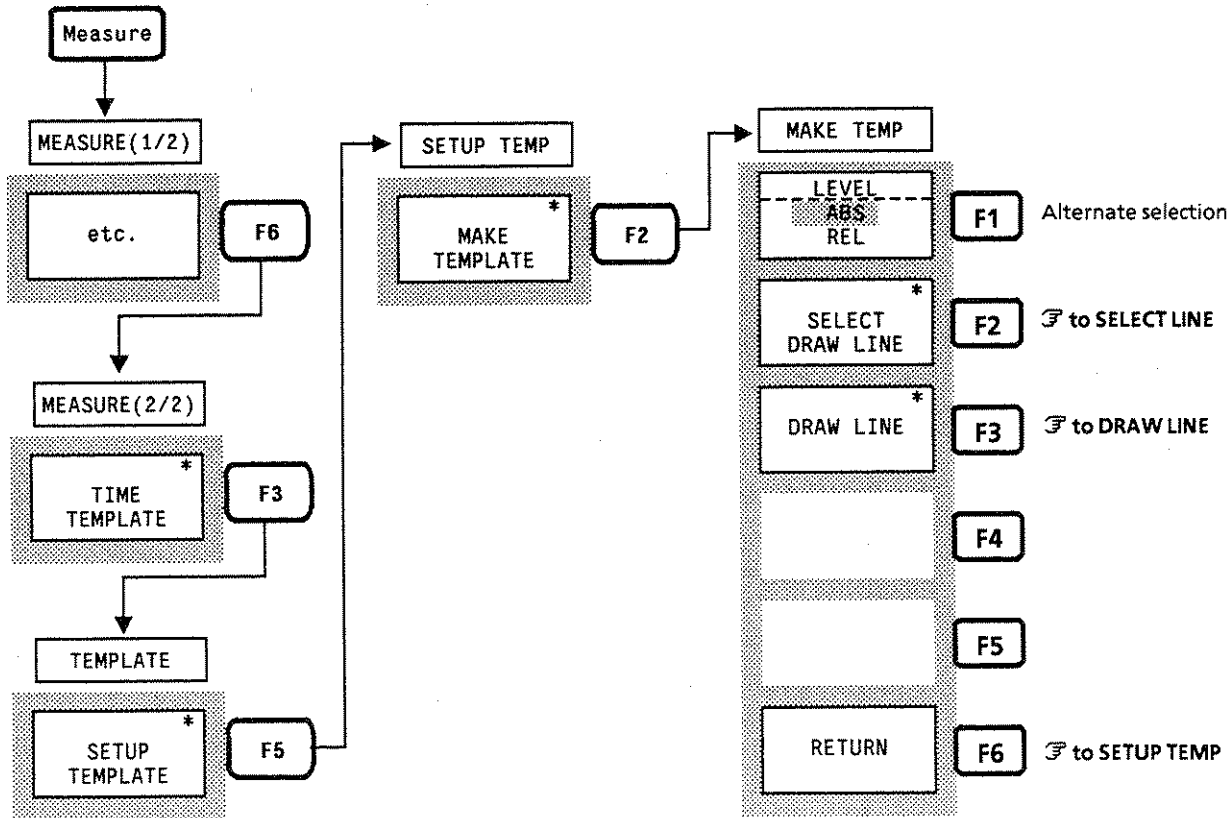 Measure
MEASURE(1/2)
etc.
F6
MEASURE(2/2)
*
TIME
TEMPLATE
F3
TEMPLATE
*
SETUP
TEMPLATE
F5
SETUP TEMP
*
MAKE
TEMPLATE
F2
MAKE TEMP
LEVEL
ABS
REL
F1
Alternate selection
*
SELECT
DRAW LINE
F2
to SELECT LINE
*
DRAW LINE
F3
to DRAW LINE
F4
F5
RETURN
F6
to SETUP TEMP